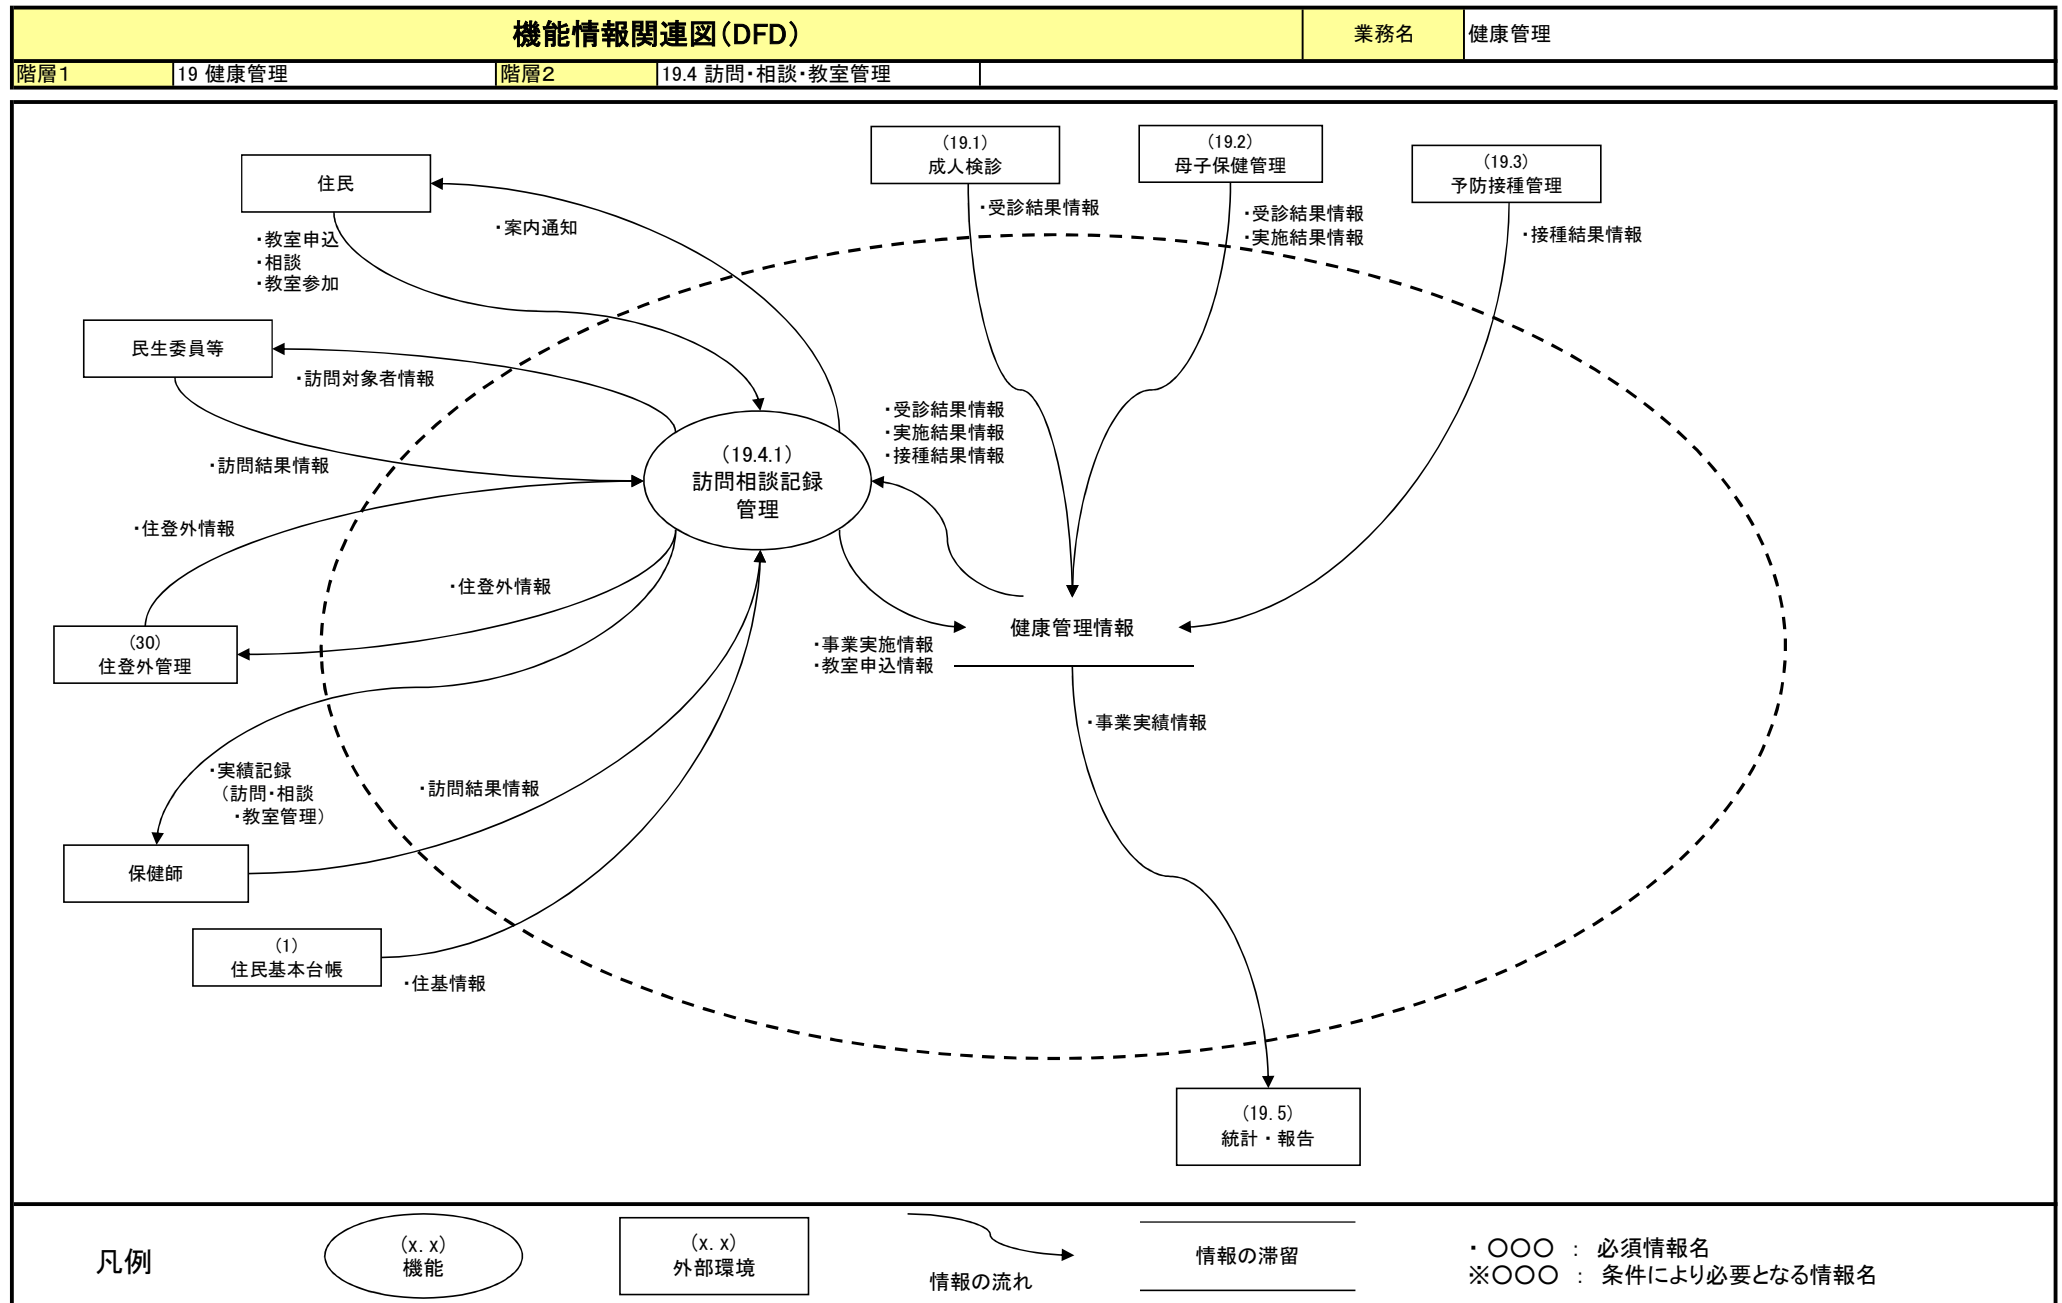 機能情報関連図(DFD)
業務名
健康管理
階層1
19 健康管理
階層2
19.4 訪問・相談・教室管理
(19.1)
成人検診
(19.2)
母子保健管理
(19.3)
予防接種管理
住民
・案内通知
・受診結果情報
・受診結果情報
・実施結果情報
・接種結果情報
・教室申込
・相談
・教室参加
民生委員等
・訪問対象者情報
・訪問結果情報
・受診結果情報
・実施結果情報
・接種結果情報
(19.4.1)
訪問相談記録
管理
・住登外情報
・住登外情報
(30)
住登外管理
健康管理情報
・事業実施情報
・教室申込情報
・事業実績情報
・実績記録
(訪問・相談
・教室管理)
・訪問結果情報
保健師
(1)
住民基本台帳
・住基情報
(19.5)
統計・報告
凡例
(x.x)
機能
(x.x)
外部環境
情報の流れ
情報の滞留
・○○○ : 必須情報名
※○○○ : 条件により必要となる情報名